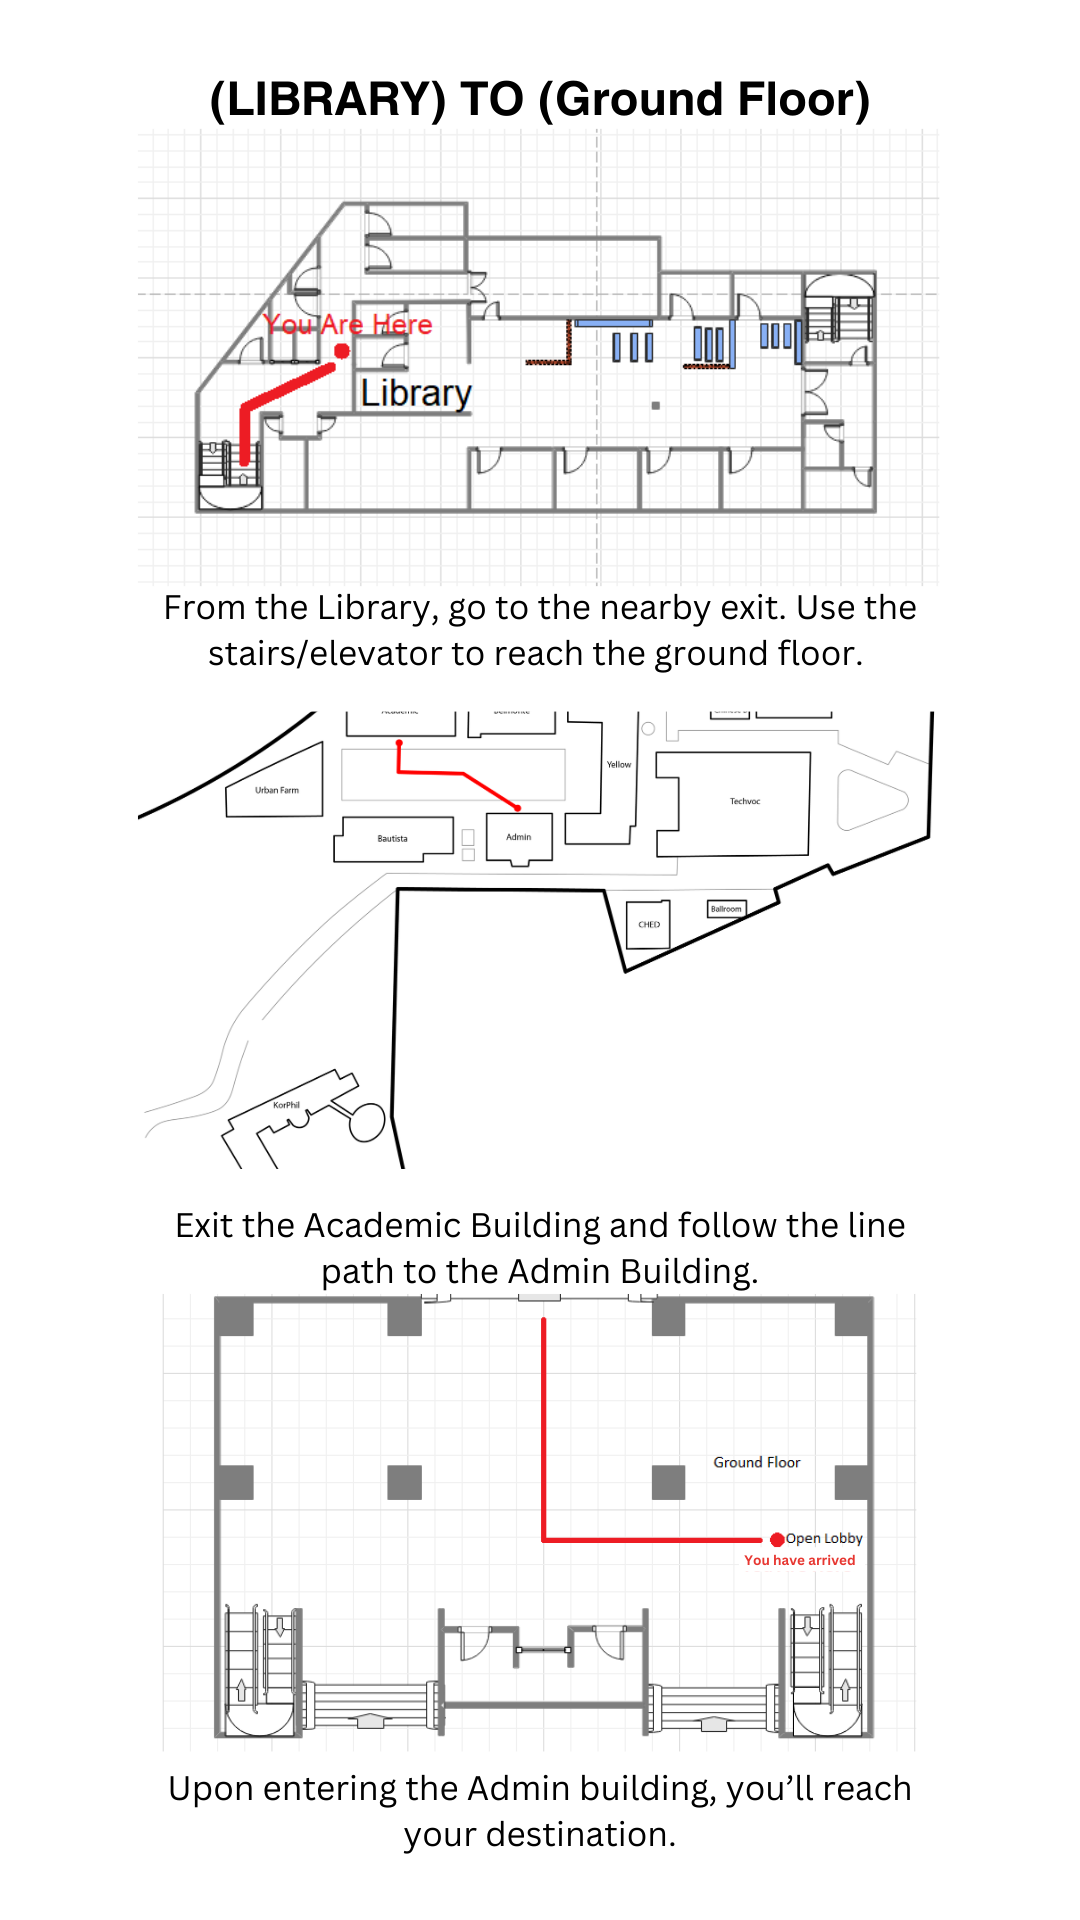 (LIBRARY) TO (Ground Floor)
You Are Here
Library
From the Library, go to the nearby exit. Use the
stairs/elevator to reach the ground floor.
Urban Farm
Yellow
Techvoc
Bautista
Admin
CHED
Ballroom
KorPhil
Exit the Academic Building and follow the line
path to the Admin Building.
Ground Floor
Open Lobby
You have arrived
Upon entering the Admin building, you’ll reach
your destination.